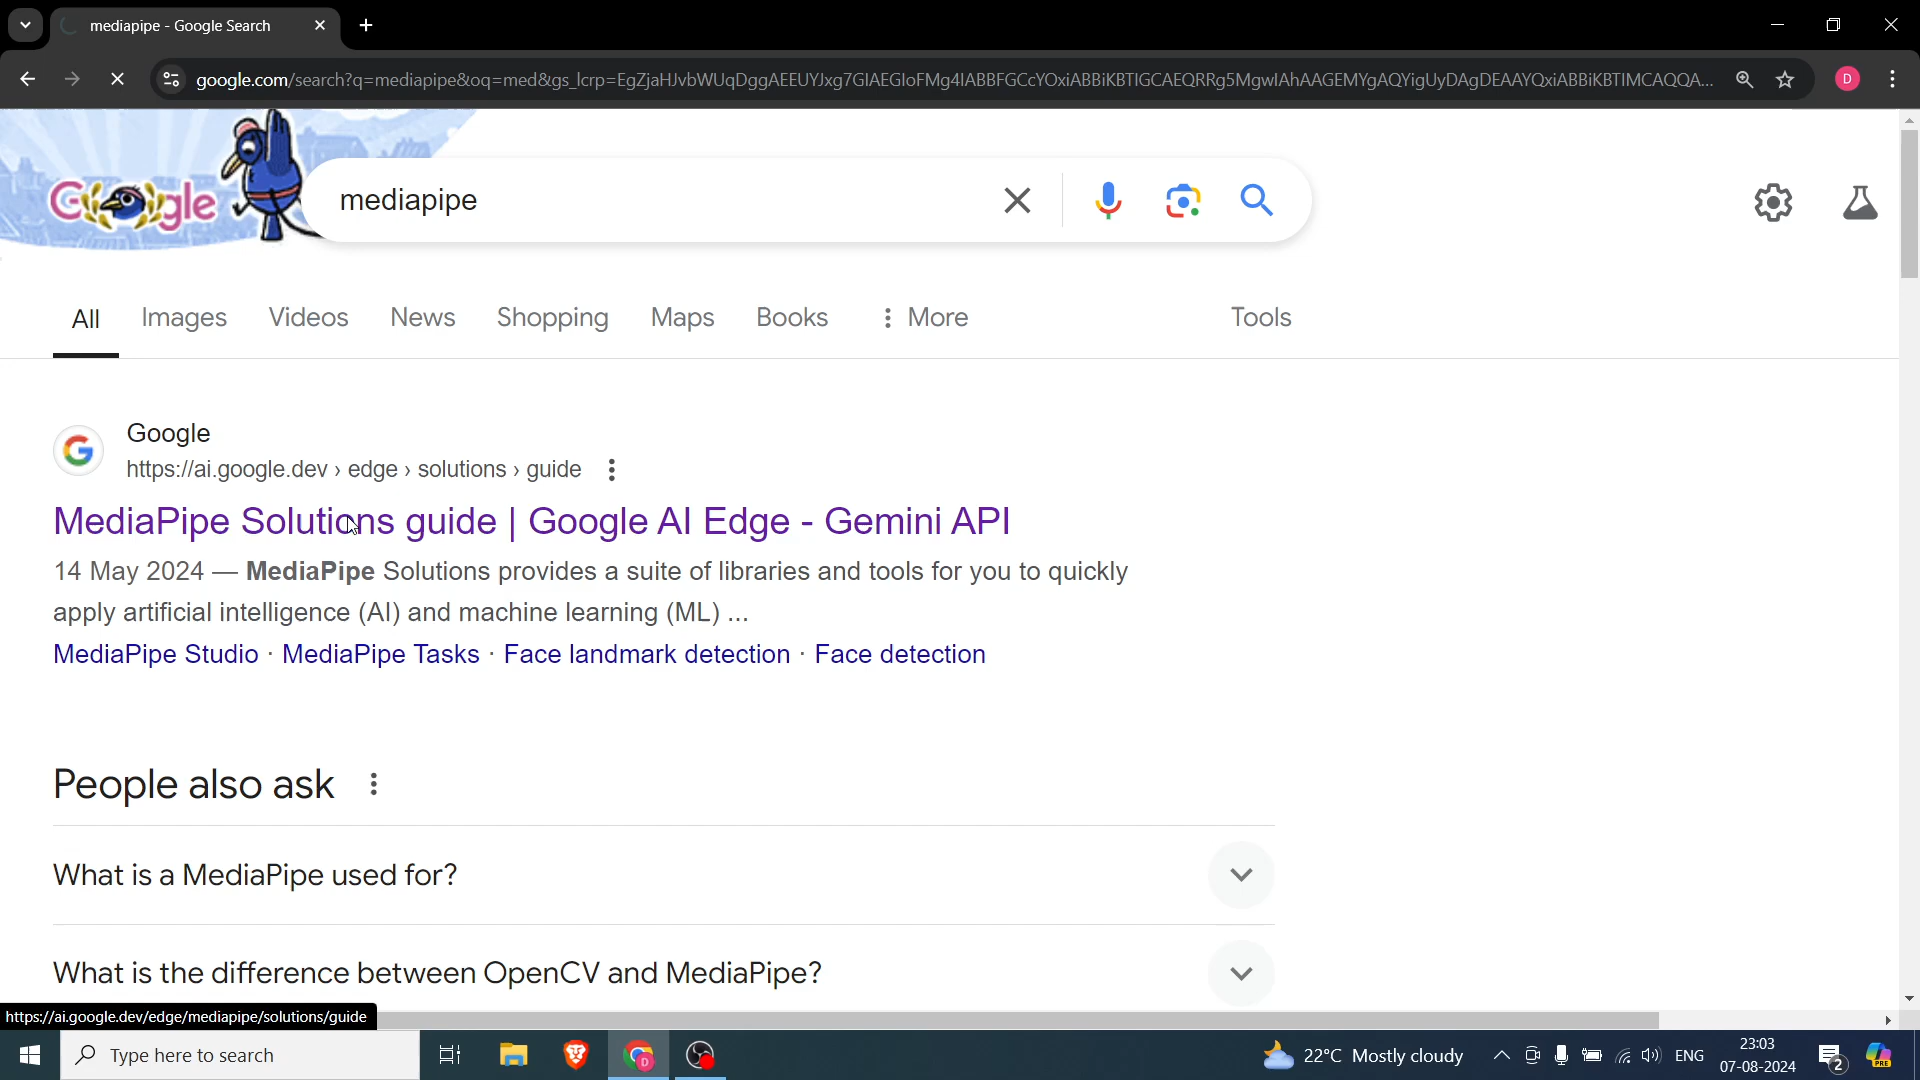 mediapipe - Google Search
google.com/search?q=mediapipe&oq=med&gs_lcrp=EgZjaHJvbWUqDggAEEUYJxg7GIAEGIoFMg4IABBFGCcYOxiABBiKBTIGCAEQRRg5MgwIAhAAGEMYgAQYigUyDAgDEAAYQxiABBiKBTIMCAQQA...
D
Google
mediapipe
All Images Videos News Shopping Maps Books More Tools
Google
https://ai.google.dev › edge › solutions › guide
MediaPipe Solutions guide | Google AI Edge - Gemini API
14 May 2024 — MediaPipe Solutions provides a suite of libraries and tools for you to quickly
apply artificial intelligence (AI) and machine learning (ML) ...
MediaPipe Studio · MediaPipe Tasks · Face landmark detection · Face detection
People also ask
What is a MediaPipe used for?
What is the difference between OpenCV and MediaPipe?
https://ai.google.dev/edge/mediapipe/solutions/guide
Type here to search
D
22°C Mostly cloudy
ENG
23:03
07-08-2024
2
PRE